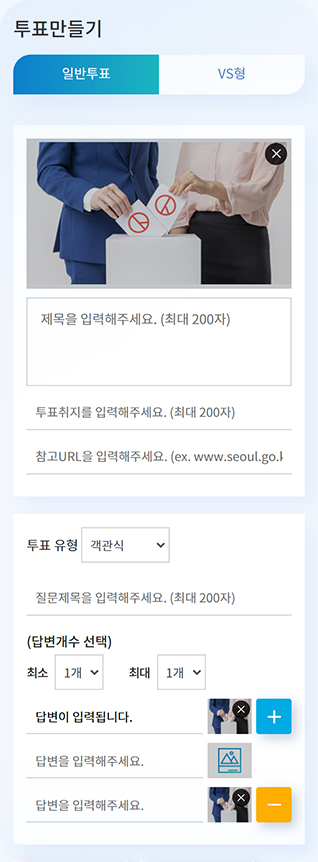 투표만들기
일반투표 VS형
제목을 입력해주세요. (최대 200자)
투표취지를 입력해주세요. (최대 200자)
참고URL을 입력해주세요. (ex. www.seoul.go.k
투표 유형 객관식
질문제목을 입력해주세요. (최대 200자)
(답변개수 선택)
최소 1개 최대 1개
답변이 입력됩니다.
답변을 입력해주세요.
답변을 입력해주세요.